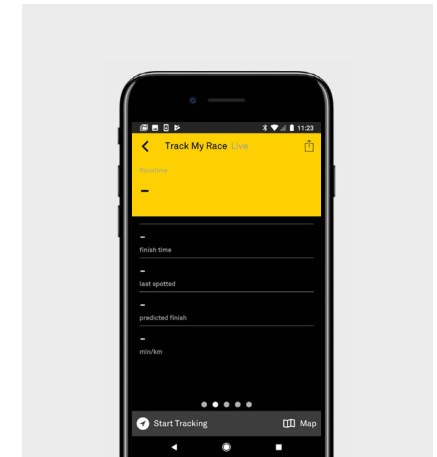 11:23
Track My Race Live
Racetime
–
–
finish time
–
last spotted
–
predicted finish
–
min/km
Start Tracking
Map